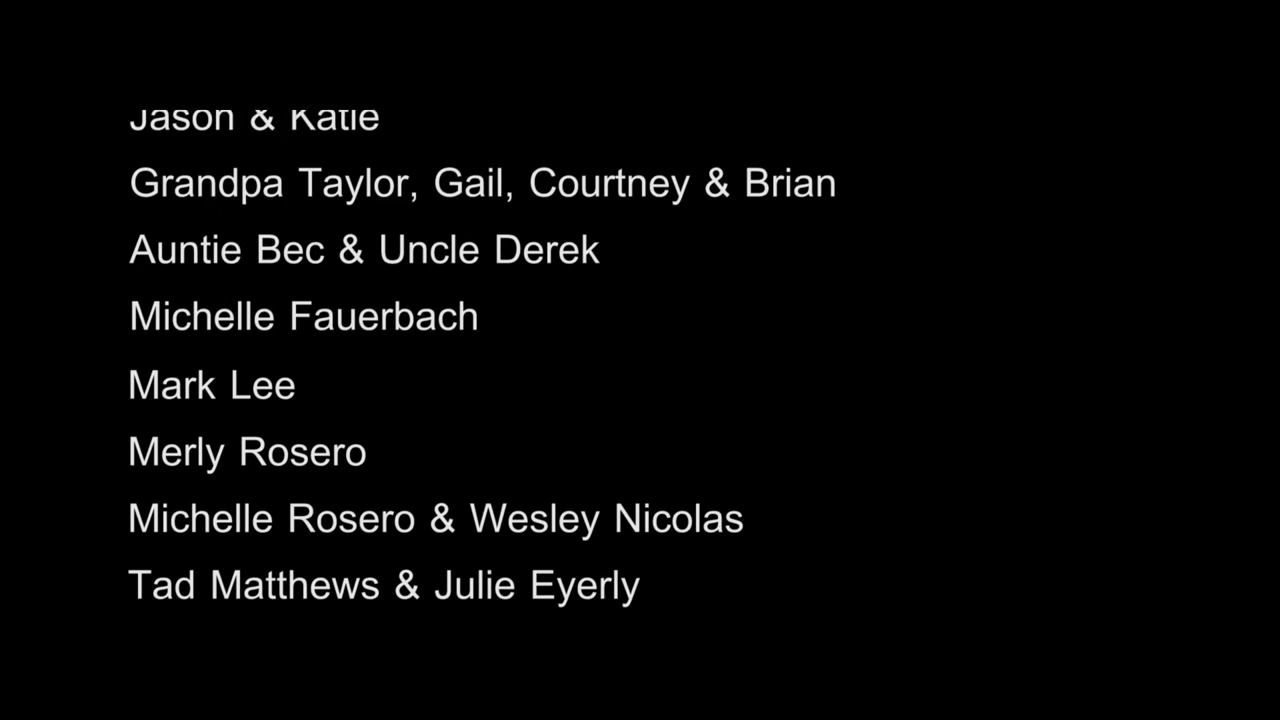 Jason & Katie
Grandpa Taylor, Gail, Courtney & Brian
Auntie Bec & Uncle Derek
Michelle Fauerbach
Mark Lee
Merly Rosero
Michelle Rosero & Wesley Nicolas
Tad Matthews & Julie Eyerly